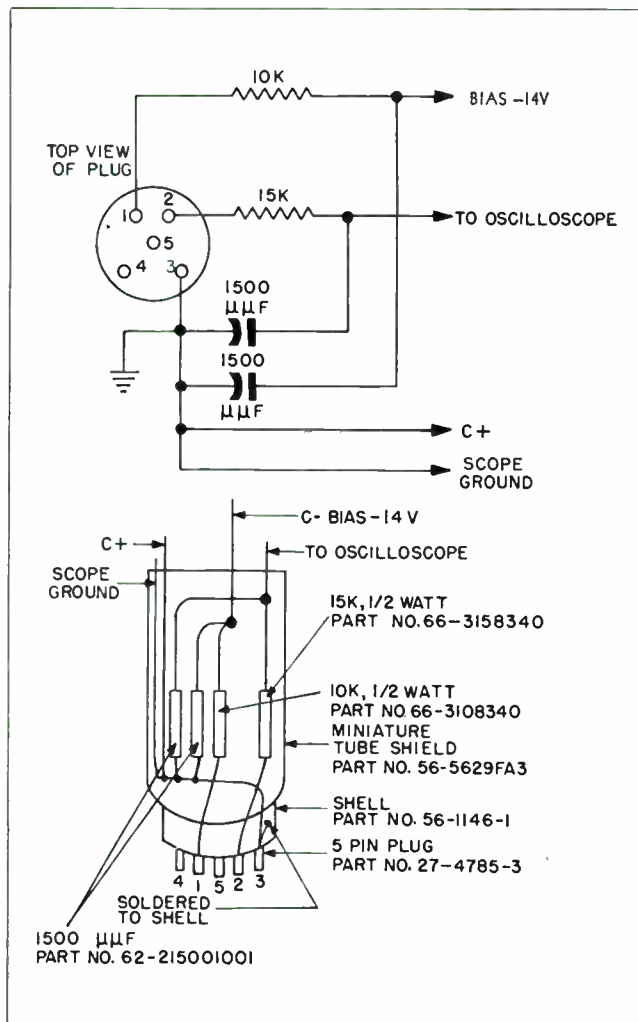 10K
BIAS -14V
TOP VIEW
OF PLUG
15K
1
2
TO OSCILLOSCOPE
5
4
3
1500
μμF
1500
μμF
C+
SCOPE
GROUND
C- BIAS-14 V
C+
TO OSCILLOSCOPE
SCOPE
GROUND
15K, 1/2 WATT
PART NO. 66-3158340
10K, 1/2 WATT
PART NO. 66-3108340
MINIATURE
TUBE SHIELD
PART NO. 56-5629FA3
SHELL
PART NO. 56-1146-1
5 PIN PLUG
PART NO. 27-4785-3
4 1 5 2 3
SOLDERED
TO SHELL
1500 μμF
PART NO. 62-215001001